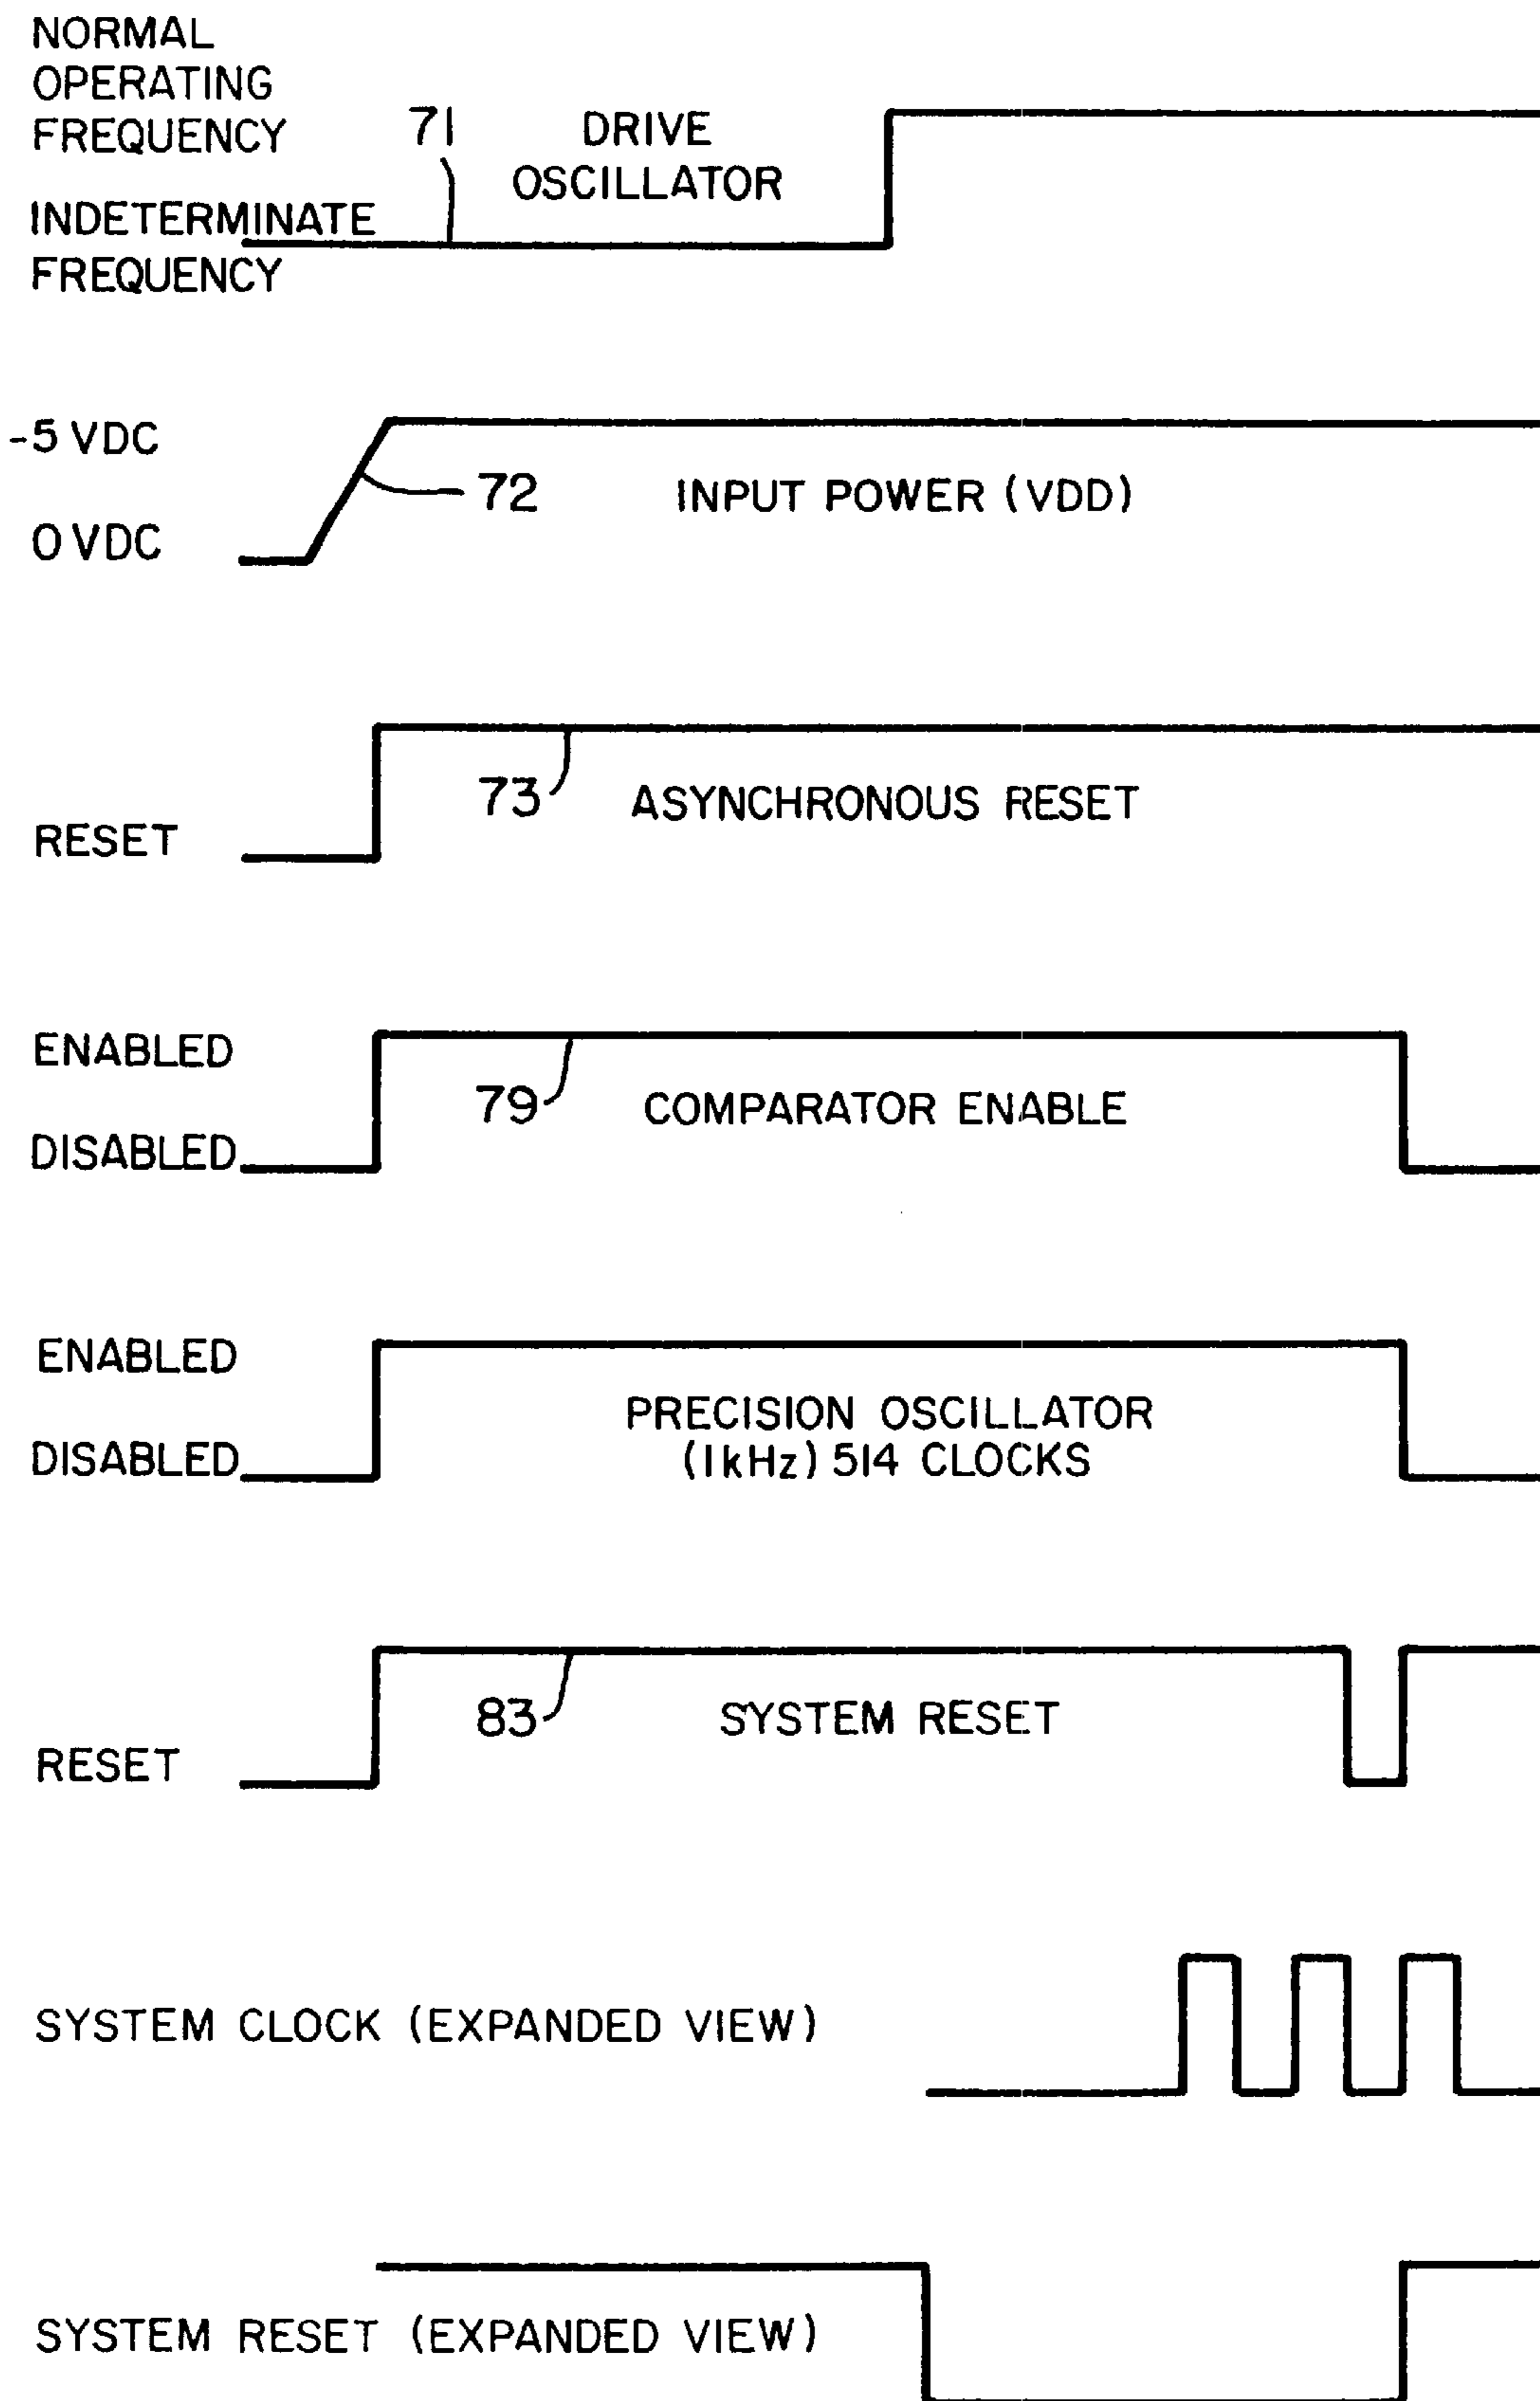 NORMAL
OPERATING
FREQUENCY
71
DRIVE
OSCILLATOR
INDETERMINATE
FREQUENCY
-5 VDC
72
INPUT POWER (VDD)
0 VDC
73
ASYNCHRONOUS RESET
RESET
ENABLED
79
COMPARATOR ENABLE
DISABLED
ENABLED
PRECISION OSCILLATOR
DISABLED
(1kHz) 514 CLOCKS
83
SYSTEM RESET
RESET
SYSTEM CLOCK (EXPANDED VIEW)
SYSTEM RESET (EXPANDED VIEW)